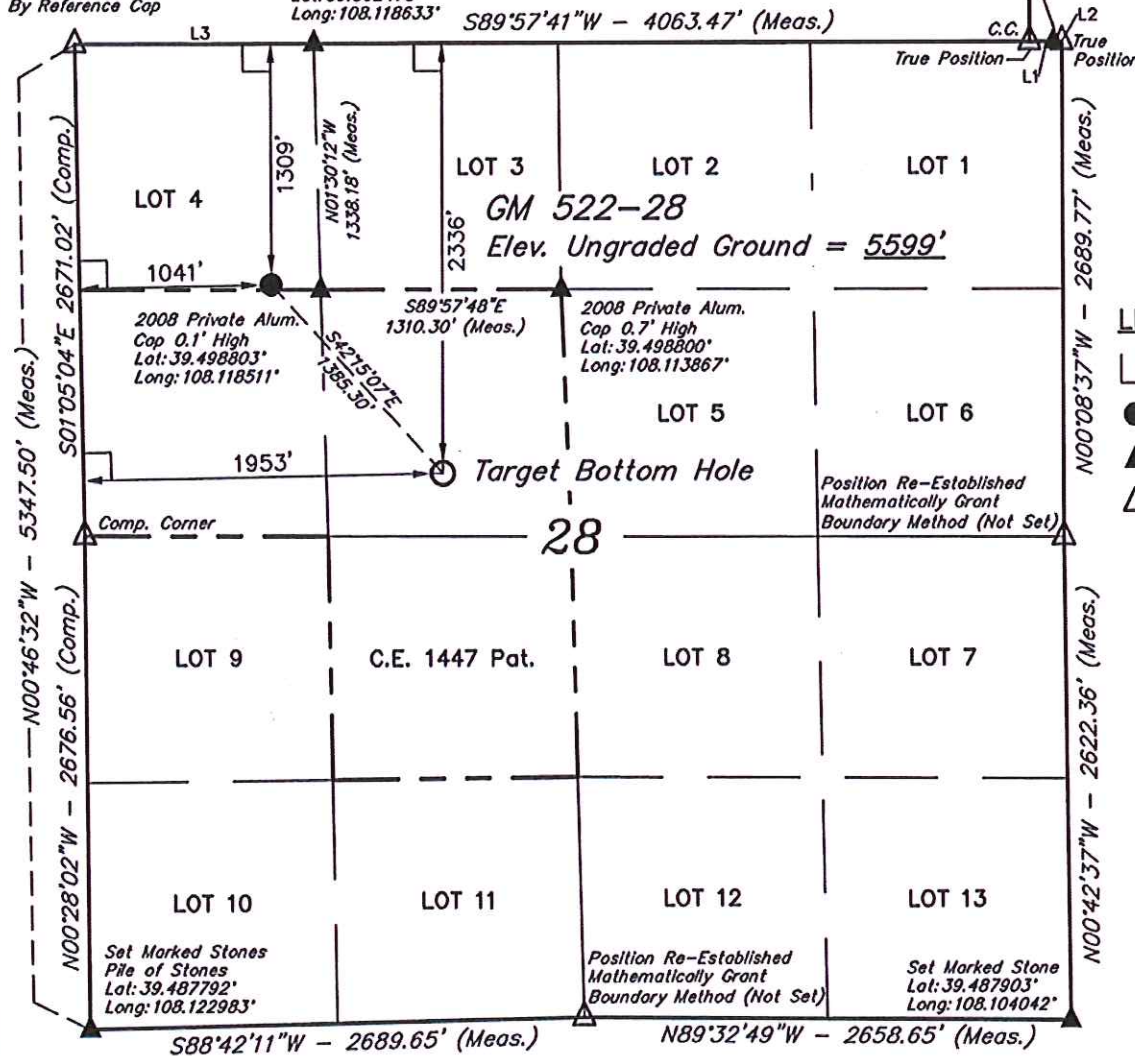 By Reference Cap
Long: 108.118633°
S89°57'41"W - 4063.47' (Meas.)
L3
C.C.
L2
True Position
True
Position
L1
N00°46'32"W - 5347.50' (Meas.)
S01°05'04"E 2671.02' (Comp.)
1309'
N01°30'12"W
1338.18' (Meas.)
2336'
LOT 4
LOT 3
LOT 2
LOT 1
GM 522-28
Elev. Ungraded Ground = 5599'
N00°08'37"W - 2689.77' (Meas.)
1041'
S89°57'48"E
1310.30' (Meas.)
2008 Private Alum.
Cap 0.1' High
Lat: 39.498803°
Long: 108.118511°
2008 Private Alum.
Cap 0.7' High
Lat: 39.498800°
Long: 108.113867°
S42°15'07"E
1385.30'
LOT 5
LOT 6
1953'
Target Bottom Hole
Position Re-Established
Mathematically Grant
Boundary Method (Not Set)
Comp. Corner
28
N00°28'02"W - 2676.56' (Comp.)
LOT 9
C.E. 1447 Pat.
LOT 8
LOT 7
N00°42'37"W - 2622.36' (Meas.)
LOT 10
LOT 11
LOT 12
LOT 13
Set Marked Stones
Pile of Stones
Lat: 39.487792°
Long: 108.122983°
Position Re-Established
Mathematically Grant
Boundary Method (Not Set)
Set Marked Stone
Lat: 39.487903°
Long: 108.104042°
S88°42'11"W - 2689.65' (Meas.)
N89°32'49"W - 2658.65' (Meas.)